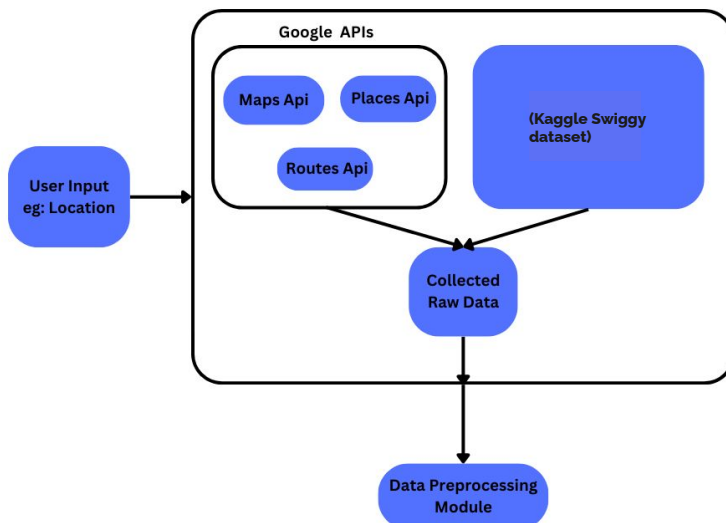 Google APIs
Maps Api
Places Api
Routes Api
(Kaggle Swiggy
dataset)
User Input
eg: Location
Collected
Raw Data
Data Preprocessing
Module